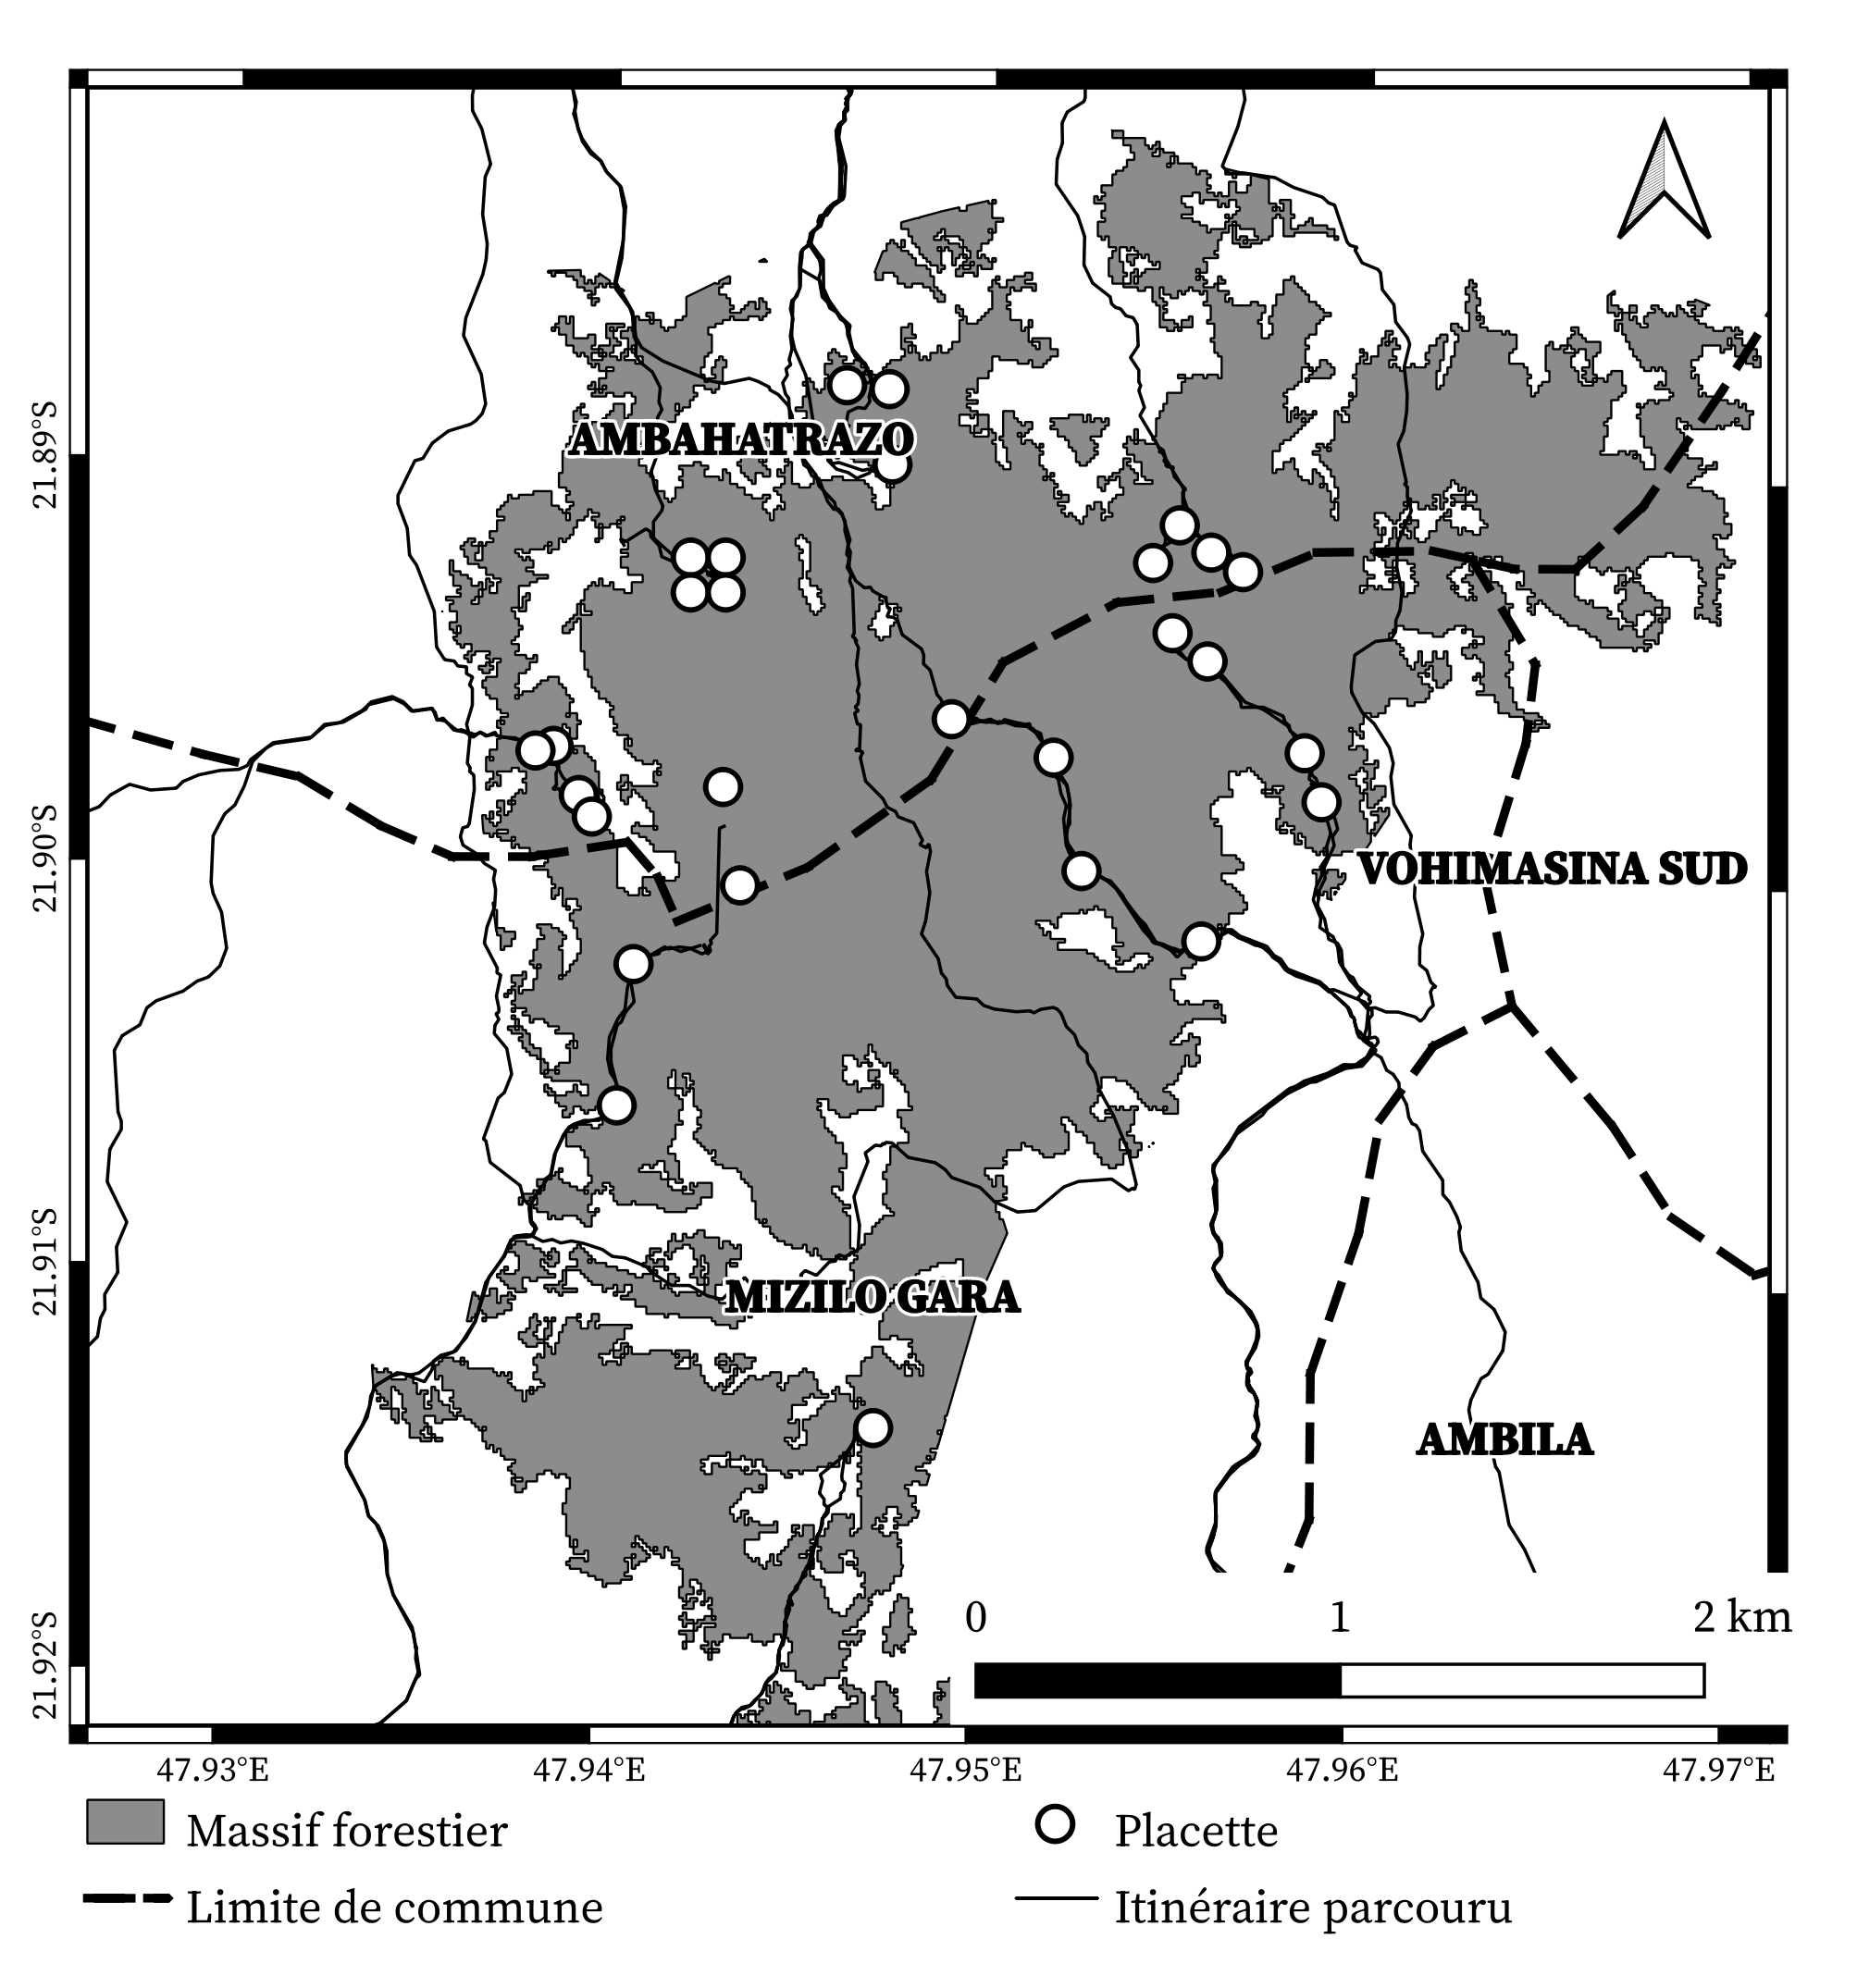 AMBAHATRAZO
21.89°S
21.90°S
VOHIMASINA SUD
21.91°S
MIZILO GARA
AMBILA
21.92°S
0 1 2 km
47.93°E 47.94°E 47.95°E 47.96°E 47.97°E
Massif forestier
Placette
Limite de commune
Itinéraire parcouru